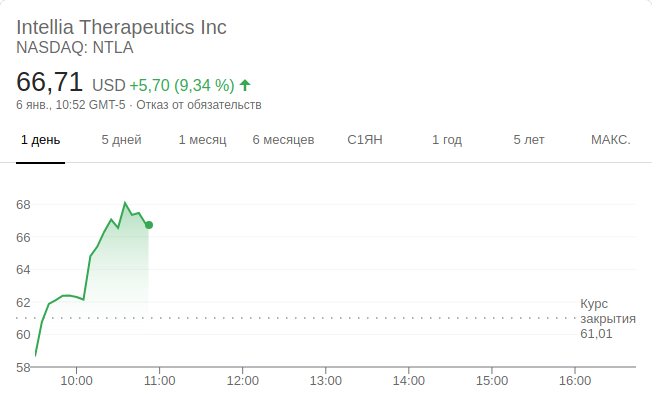 Intellia Therapeutics Inc
NASDAQ: NTLA
66,71 USD +5,70 (9,34 %)
6 янв., 10:52 GMT-5 · Отказ от обязательств
1 день 5 дней 1 месяц 6 месяцев С1ЯН 1 год 5 лет МАКС.
68
66
64
62
60
58
Курс
закрытия
61,01
10:00 11:00 12:00 13:00 14:00 15:00 16:00